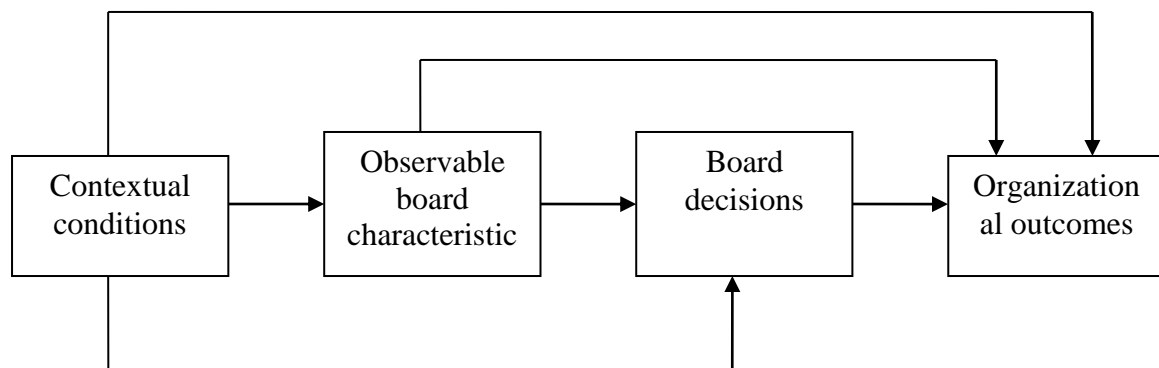 Contextual
conditions
Observable
board
characteristic
Board
decisions
Organization
al outcomes